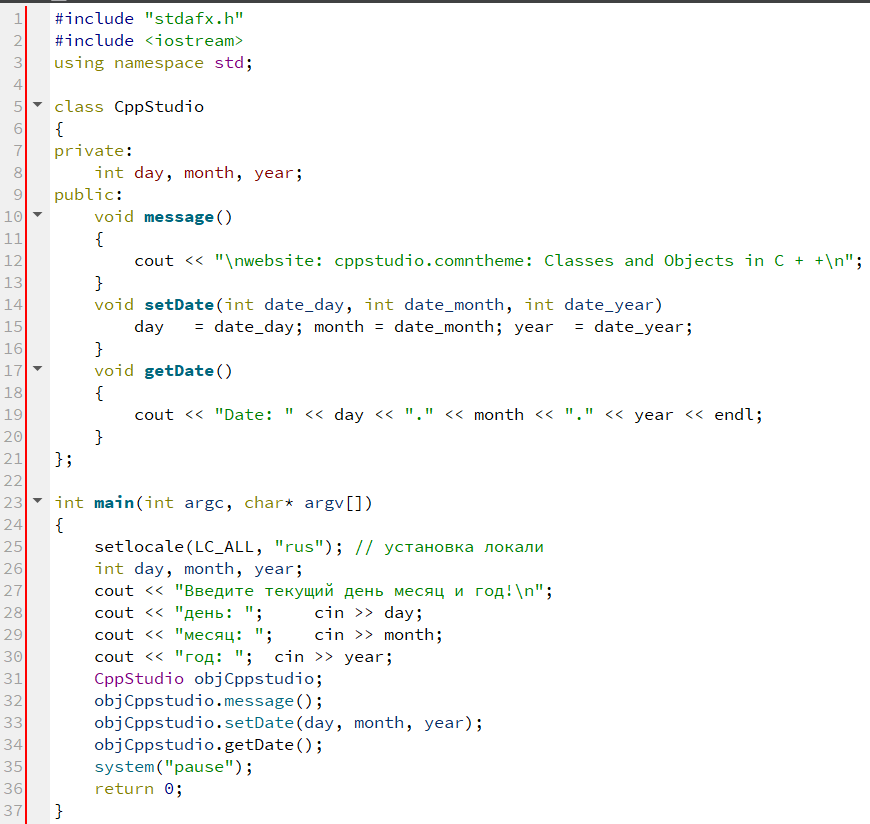 1 #include "stdafx.h"
2 #include <iostream>
3 using namespace std;
4
5 class CppStudio
6 {
7 private:
8     int day, month, year;
9 public:
10     void message()
11     {
12         cout << "\nwebsite: cppstudio.comntheme: Classes and Objects in C + +\n";
13     }
14     void setDate(int date_day, int date_month, int date_year)
15         day   = date_day; month = date_month; year  = date_year;
16     }
17     void getDate()
18     {
19         cout << "Date: " << day << "." << month << "." << year << endl;
20     }
21 };
22
23 int main(int argc, char* argv[])
24 {
25     setlocale(LC_ALL, "rus"); // установка локали
26     int day, month, year;
27     cout << "Введите текущий день месяц и год!\n";
28     cout << "день: ";     cin >> day;
29     cout << "месяц: ";    cin >> month;
30     cout << "год: ";  cin >> year;
31     CppStudio objCppstudio;
32     objCppstudio.message();
33     objCppstudio.setDate(day, month, year);
34     objCppstudio.getDate();
35     system("pause");
36     return 0;
37 }